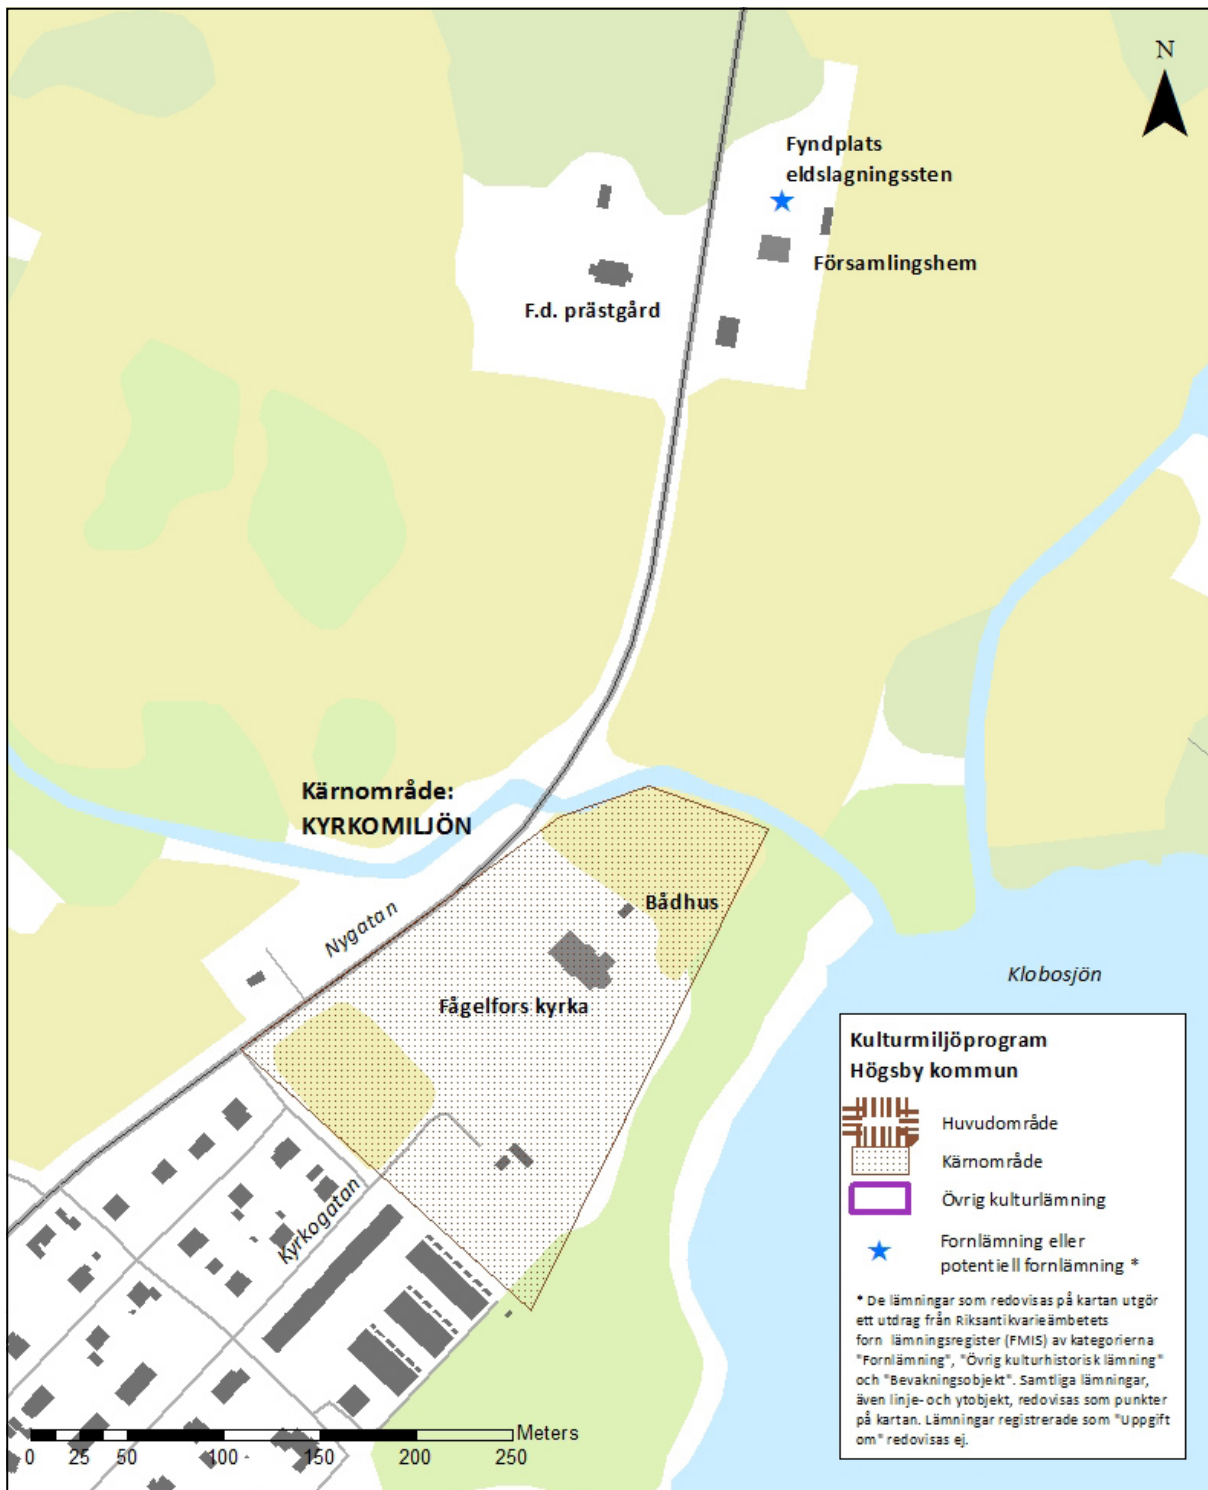 N
Fyndplats
eldslagningssten
Församlingshem
F.d. prästgård
Kärnområde:
KYRKOMILJÖN
Nygatan
Bådhus
Fågelfors kyrka
Klobosjön
Kyrkogatan
Kulturmiljöprogram
Högsby kommun
Huvudområde
Kärnområde
Övrig kulturlämning
Fornlämning eller
potentiell fornlämning *
* De lämningar som redovisas på kartan utgör
ett utdrag från Riksantikvarieämbetets
forn lämningsregister (FMIS) av kategorierna
"Fornlämning", "Övrig kulturhistorisk lämning"
och "Bevakningsobjekt". Samtliga lämningar,
även linje- och ytobjekt, redovisas som punkter
på kartan. Lämningar registrerade som "Uppgift
om" redovisas ej.
Meters
0 25 50 100 150 200 250